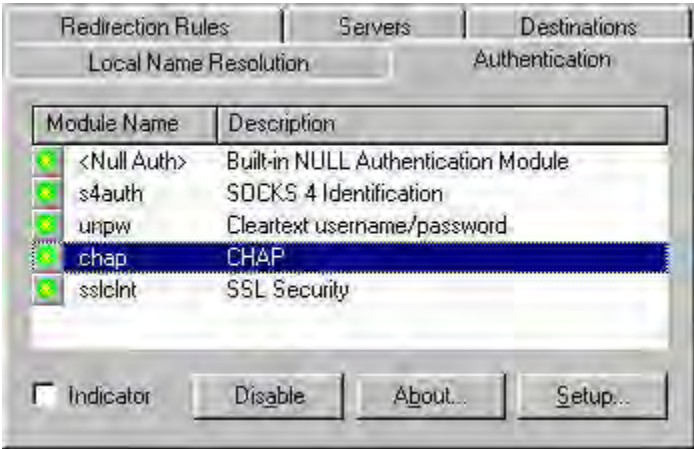 Redirection Rules Servers Destinations
Local Name Resolution Authentication
Module Name Description
<Null Auth> Built-in NULL Authentication Module
s4auth SOCKS 4 Identification
unpw Cleartext username/password
chap CHAP
sslclnt SSL Security
Indicator Disable About... Setup...